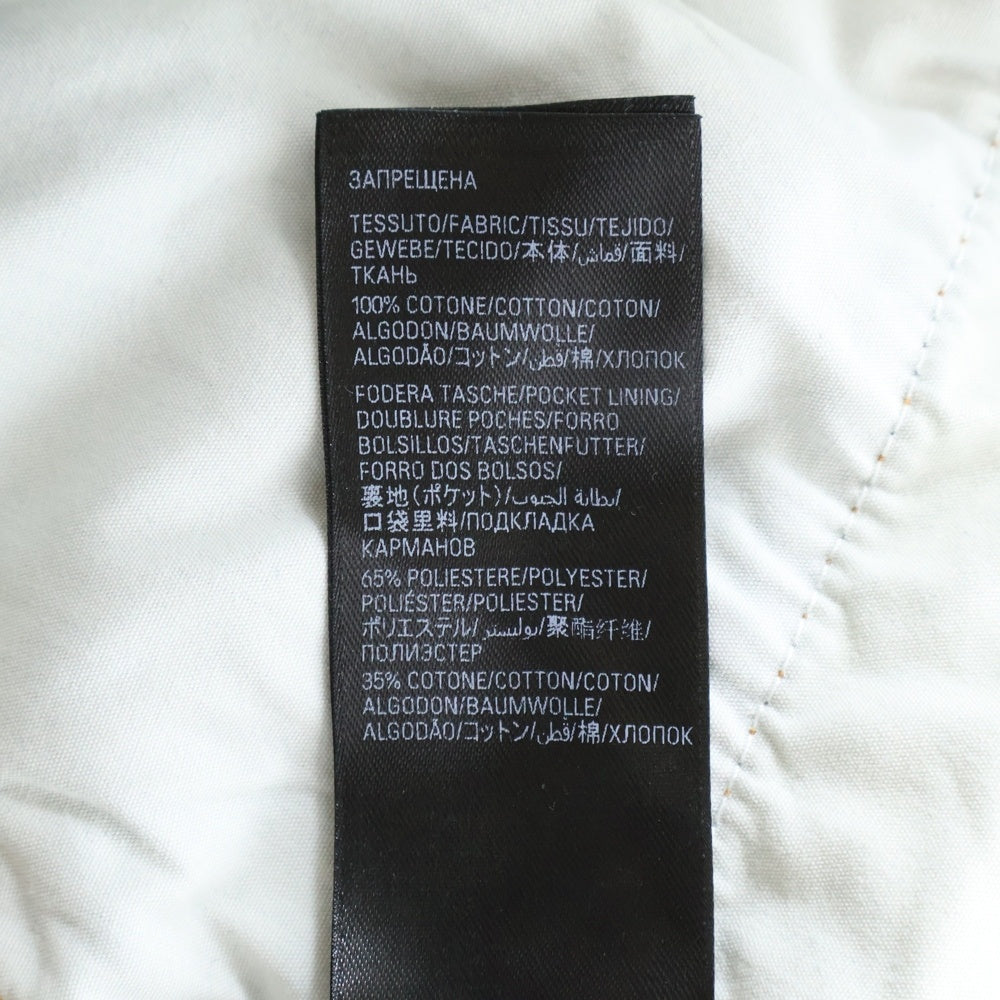 ЗАПРЕЩЕНА
TESSUTO/FABRIC/TISSU/TEJIDO/
GEWEBE/TECIDO/本体/قماش/面料/
ТКАНЬ
100% COTONE/COTTON/COTON/
ALGODON/BAUMWOLLE/
ALGODÃO/コットン/قطن/棉/ХЛОПОК
FODERA TASCHE/POCKET LINING/
DOUBLURE POCHES/FORRO
BOLSILLOS/TASCHENFUTTER/
FORRO DOS BOLSOS/
裏地(ポケット)/بطانة الجيوب/
口袋里料/ПОДКЛАДКА
КАРМАНОВ
65% POLIESTERE/POLYESTER/
POLIÉSTER/POLIESTER/
ポリエステル/بوليستر/聚酯纤维/
ПОЛИЭСТЕР
35% COTONE/COTTON/COTON/
ALGODON/BAUMWOLLE/
ALGODÃO/コットン/قطن/棉/ХЛОПОК